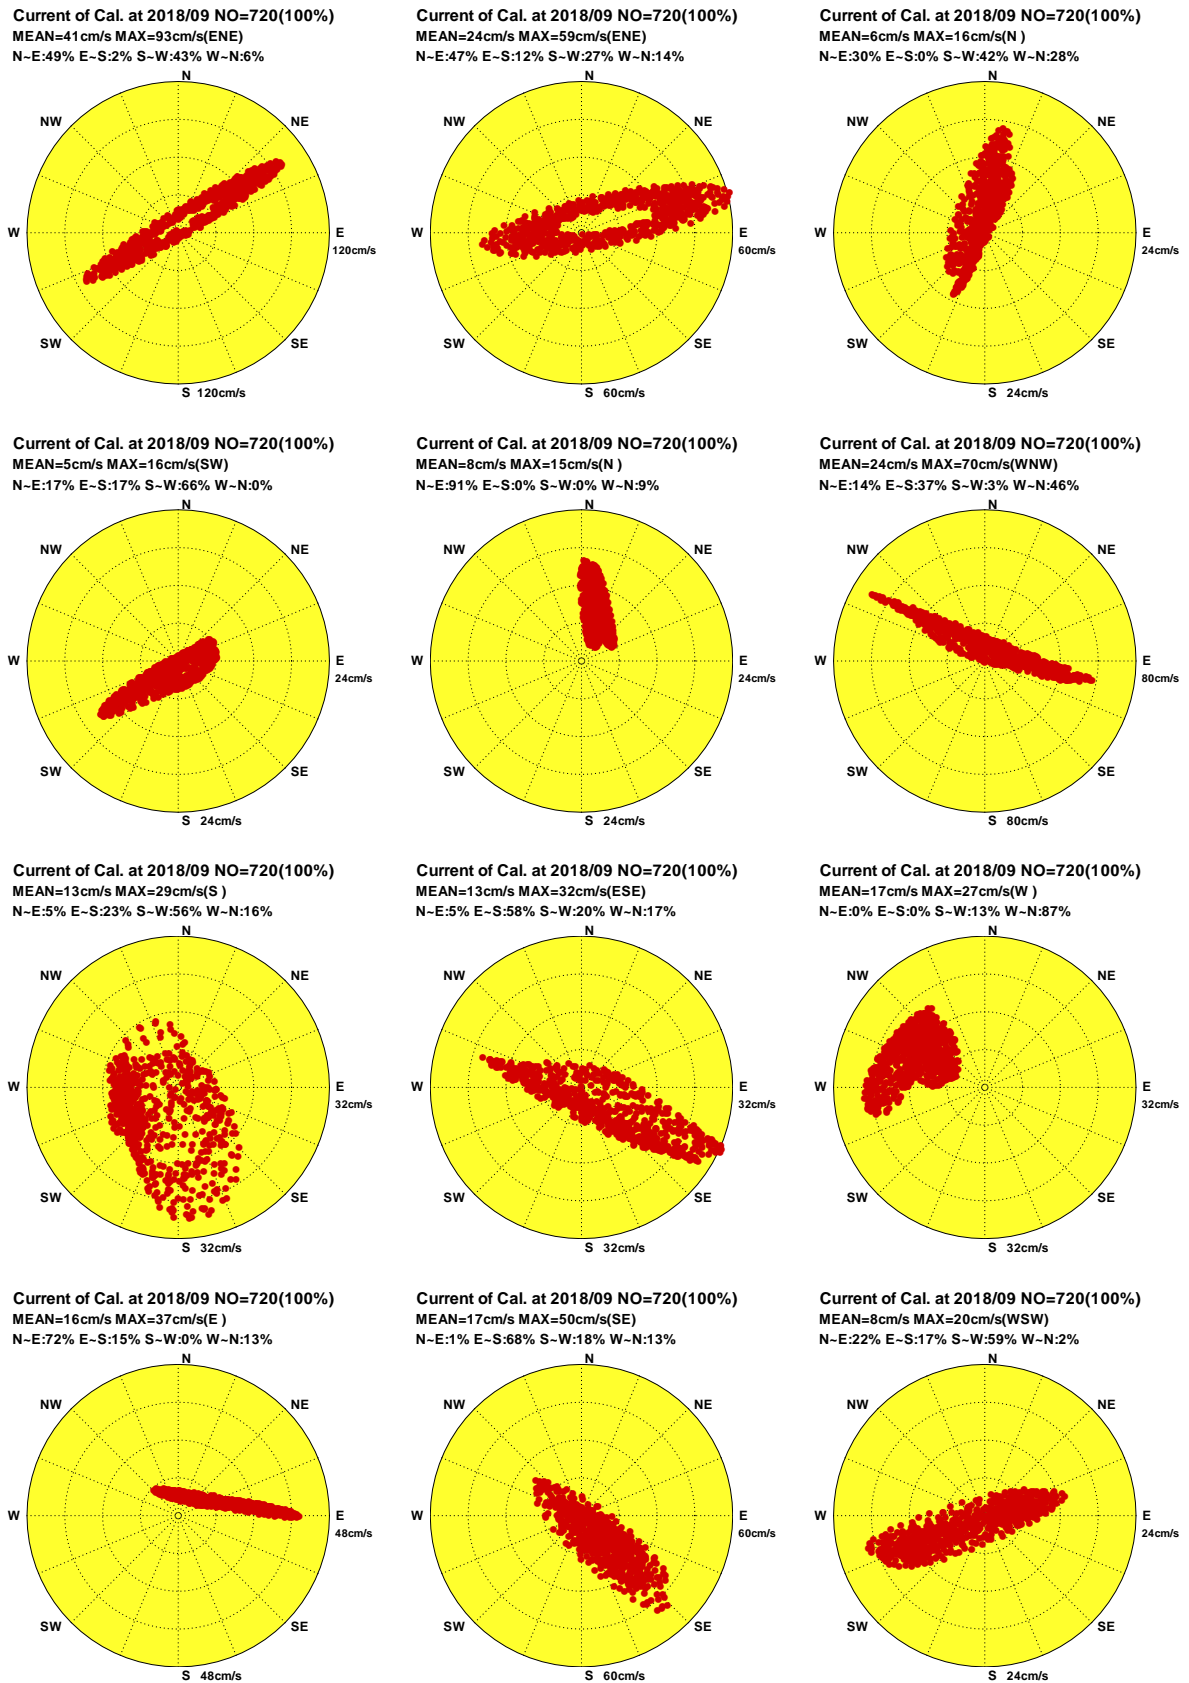 Current of Cal. at 2018/09 NO=720(100%)
MEAN=41cm/s MAX=93cm/s(ENE)
N~E:49% E~S:2% S~W:43% W~N:6%
N
NW
NE
W
E
120cm/s
SW
SE
S 120cm/s
Current of Cal. at 2018/09 NO=720(100%)
MEAN=24cm/s MAX=59cm/s(ENE)
N~E:47% E~S:12% S~W:27% W~N:14%
N
NW
NE
W
E
60cm/s
SW
SE
S 60cm/s
Current of Cal. at 2018/09 NO=720(100%)
MEAN=6cm/s MAX=16cm/s(N )
N~E:30% E~S:0% S~W:42% W~N:28%
N
NW
NE
W
E
24cm/s
SW
SE
S 24cm/s
Current of Cal. at 2018/09 NO=720(100%)
MEAN=5cm/s MAX=16cm/s(SW)
N~E:17% E~S:17% S~W:66% W~N:0%
N
NW
NE
W
E
24cm/s
SW
SE
S 24cm/s
Current of Cal. at 2018/09 NO=720(100%)
MEAN=8cm/s MAX=15cm/s(N )
N~E:91% E~S:0% S~W:0% W~N:9%
N
NW
NE
W
E
24cm/s
SW
SE
S 24cm/s
Current of Cal. at 2018/09 NO=720(100%)
MEAN=24cm/s MAX=70cm/s(WNW)
N~E:14% E~S:37% S~W:3% W~N:46%
N
NW
NE
W
E
80cm/s
SW
SE
S 80cm/s
Current of Cal. at 2018/09 NO=720(100%)
MEAN=13cm/s MAX=29cm/s(S )
N~E:5% E~S:23% S~W:56% W~N:16%
N
NW
NE
W
E
32cm/s
SW
SE
S 32cm/s
Current of Cal. at 2018/09 NO=720(100%)
MEAN=13cm/s MAX=32cm/s(ESE)
N~E:5% E~S:58% S~W:20% W~N:17%
N
NW
NE
W
E
32cm/s
SW
SE
S 32cm/s
Current of Cal. at 2018/09 NO=720(100%)
MEAN=17cm/s MAX=27cm/s(W )
N~E:0% E~S:0% S~W:13% W~N:87%
N
NW
NE
W
E
32cm/s
SW
SE
S 32cm/s
Current of Cal. at 2018/09 NO=720(100%)
MEAN=16cm/s MAX=37cm/s(E )
N~E:72% E~S:15% S~W:0% W~N:13%
N
NW
NE
W
E
48cm/s
SW
SE
S 48cm/s
Current of Cal. at 2018/09 NO=720(100%)
MEAN=17cm/s MAX=50cm/s(SE)
N~E:1% E~S:68% S~W:18% W~N:13%
N
NW
NE
W
E
60cm/s
SW
SE
S 60cm/s
Current of Cal. at 2018/09 NO=720(100%)
MEAN=8cm/s MAX=20cm/s(WSW)
N~E:22% E~S:17% S~W:59% W~N:2%
N
NW
NE
W
E
24cm/s
SW
SE
S 24cm/s